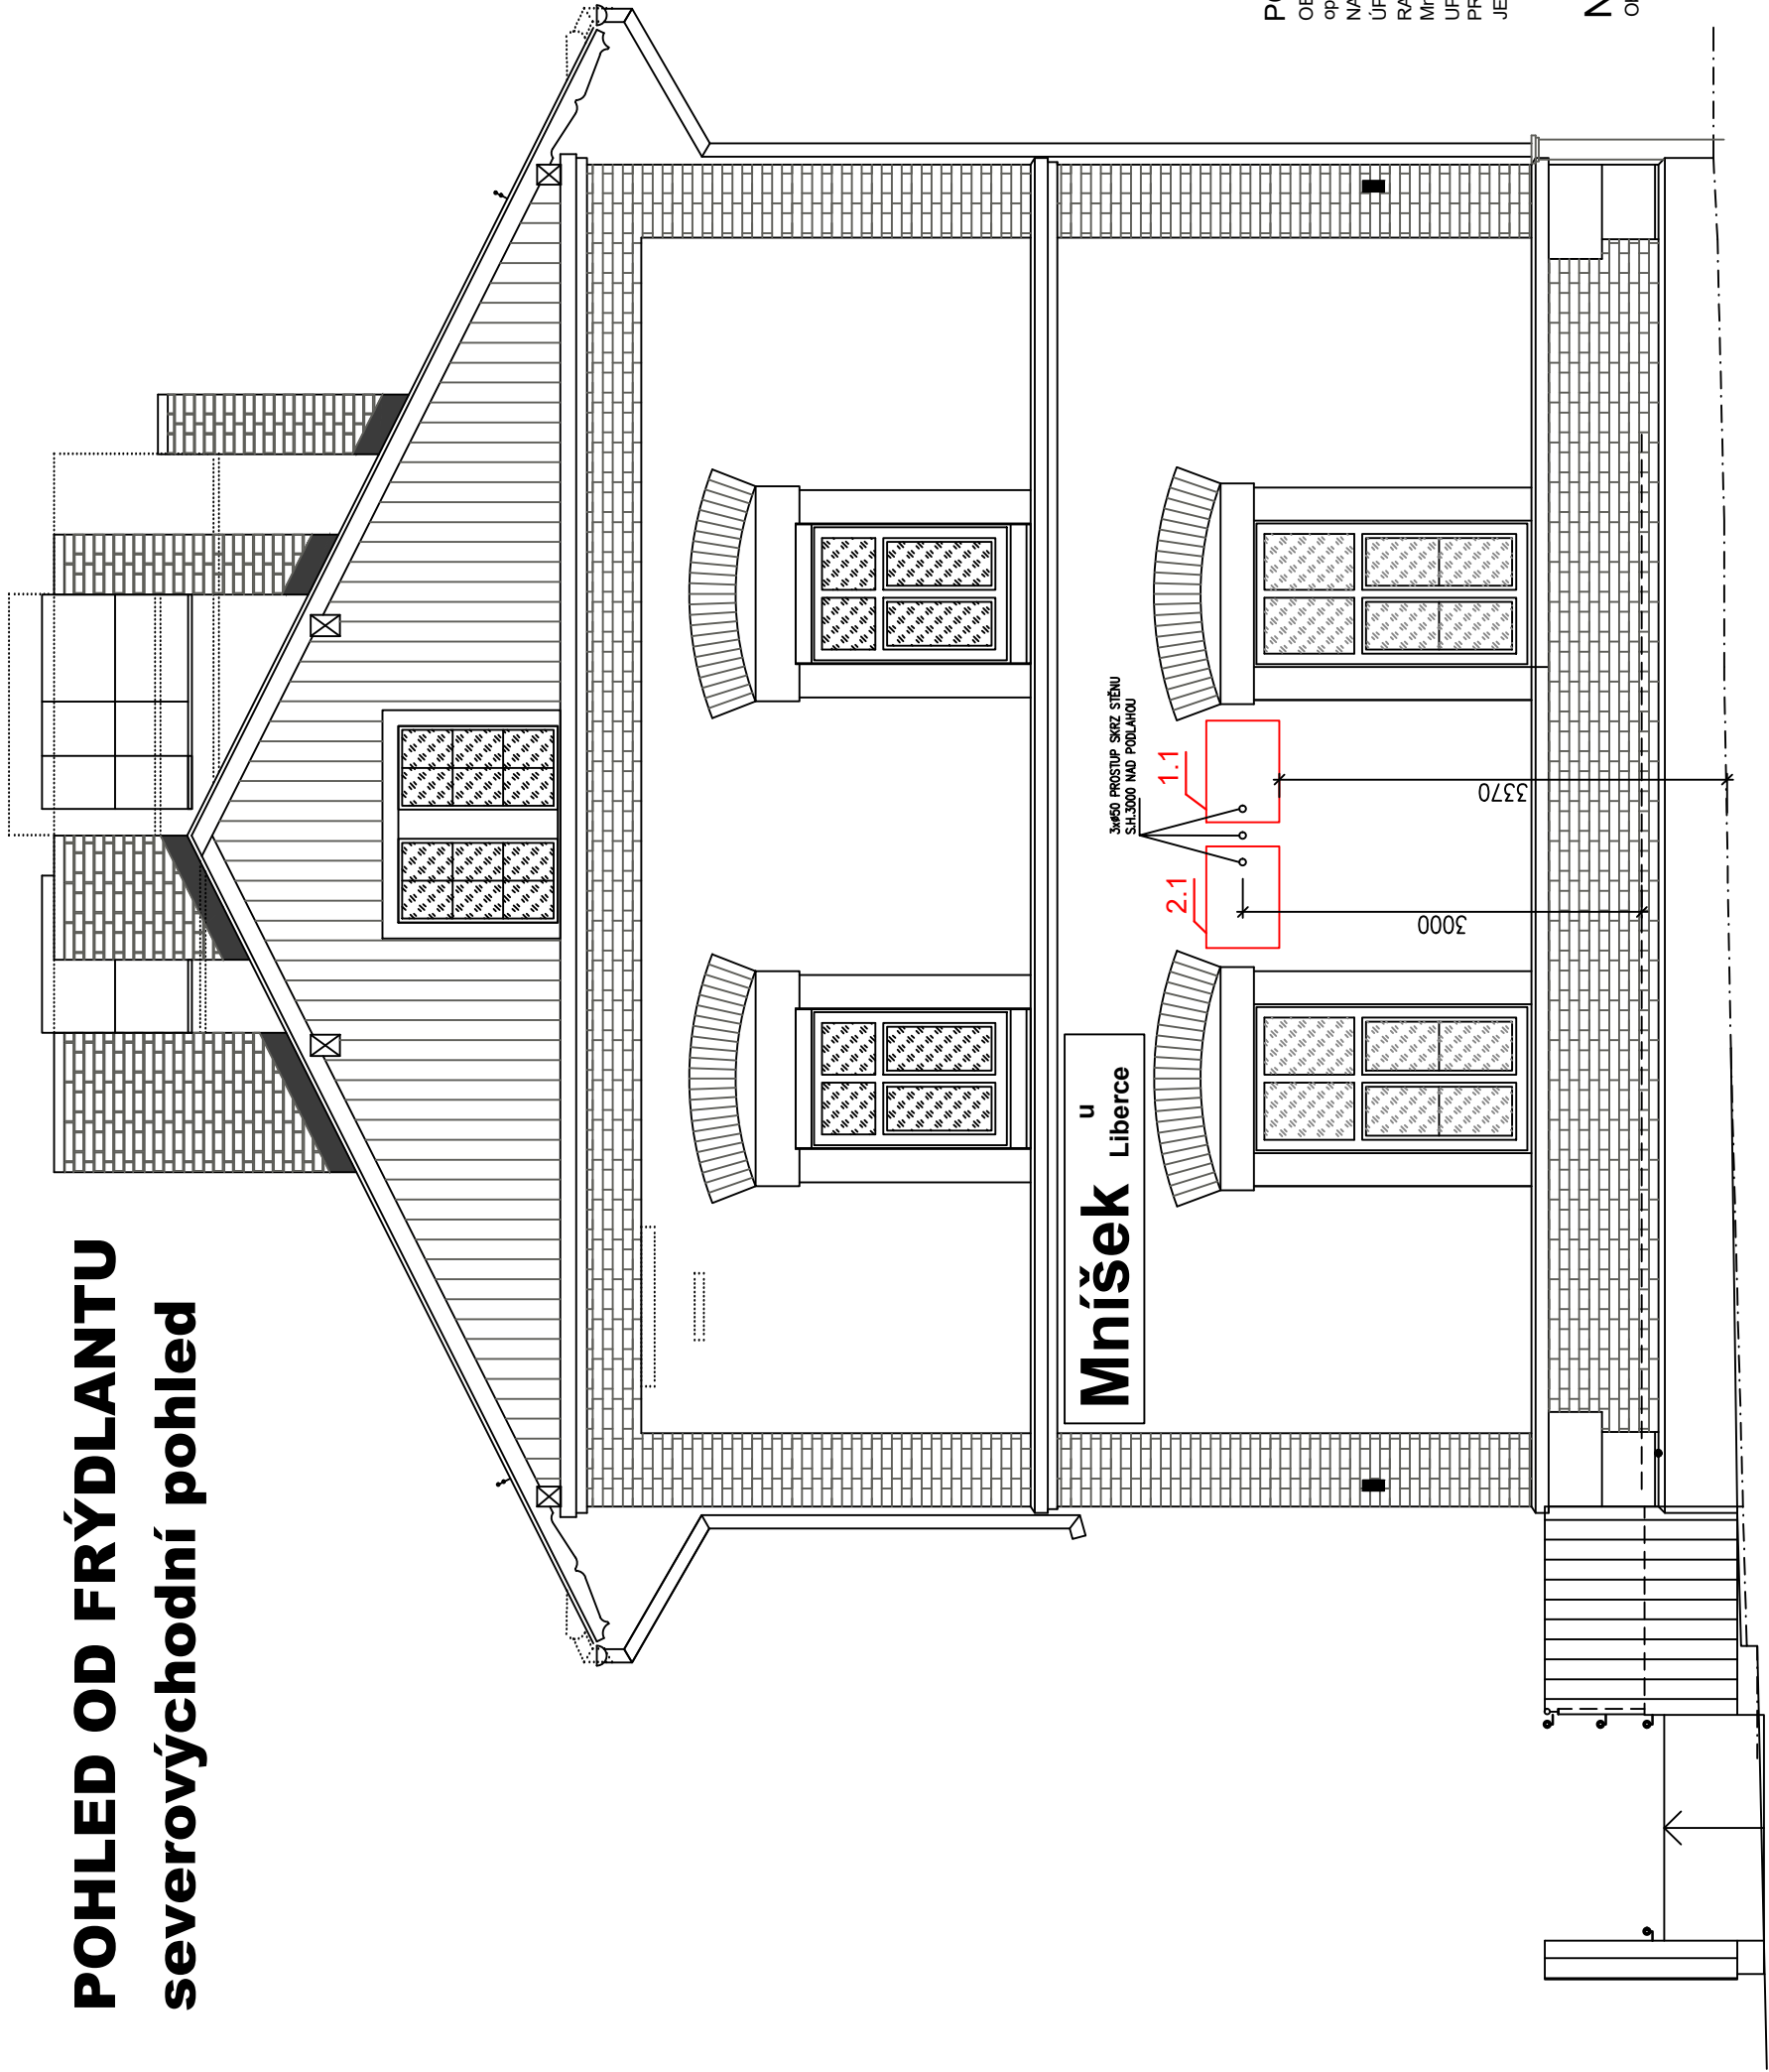 POHLED OD FRÝDLANTU
severovýchodní pohled
3xø50 PROSTUP SKRZ STĚNU
S.H.3000 NAD PODLAHOU
1.1
2.1
3370
3000
Mníšek u
Liberce